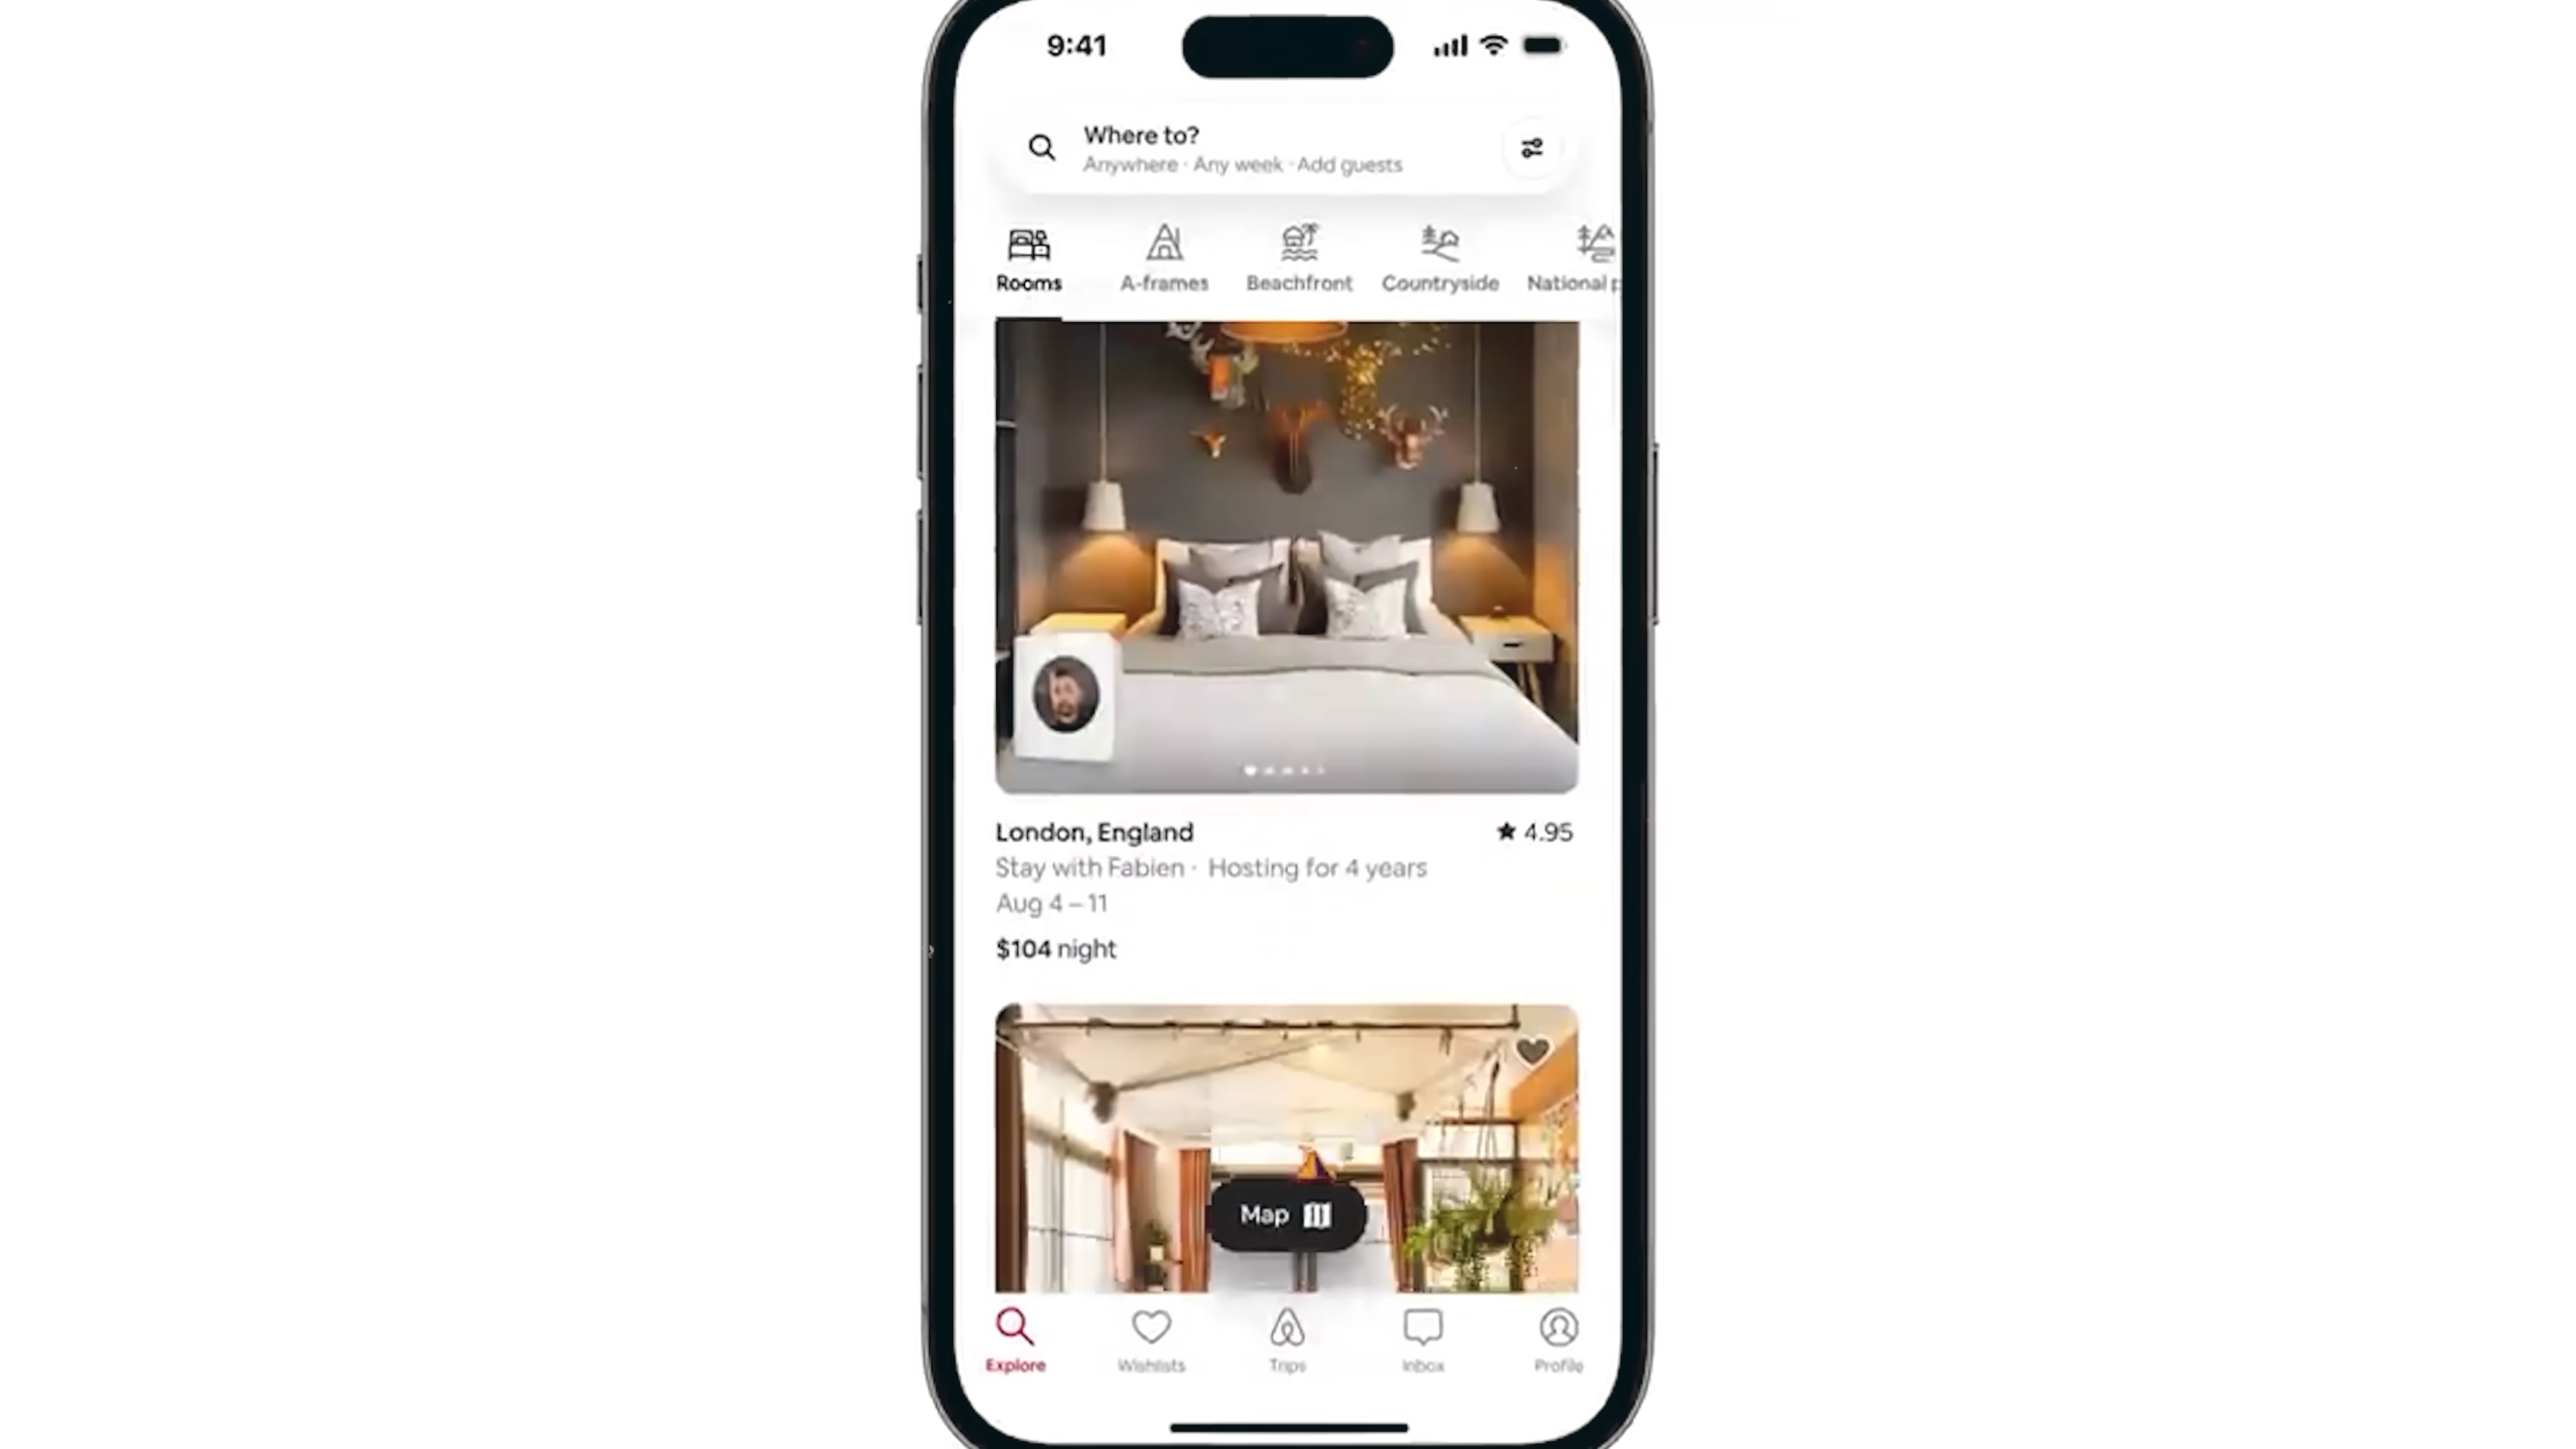 9:41
Where to?
Anywhere · Any week · Add guests
Rooms
A-frames
Beachfront
Countryside
National p
London, England
★ 4.95
Stay with Fabien · Hosting for 4 years
Aug 4 – 11
$104 night
Map
Explore
Wishlists
Trips
Inbox
Profile